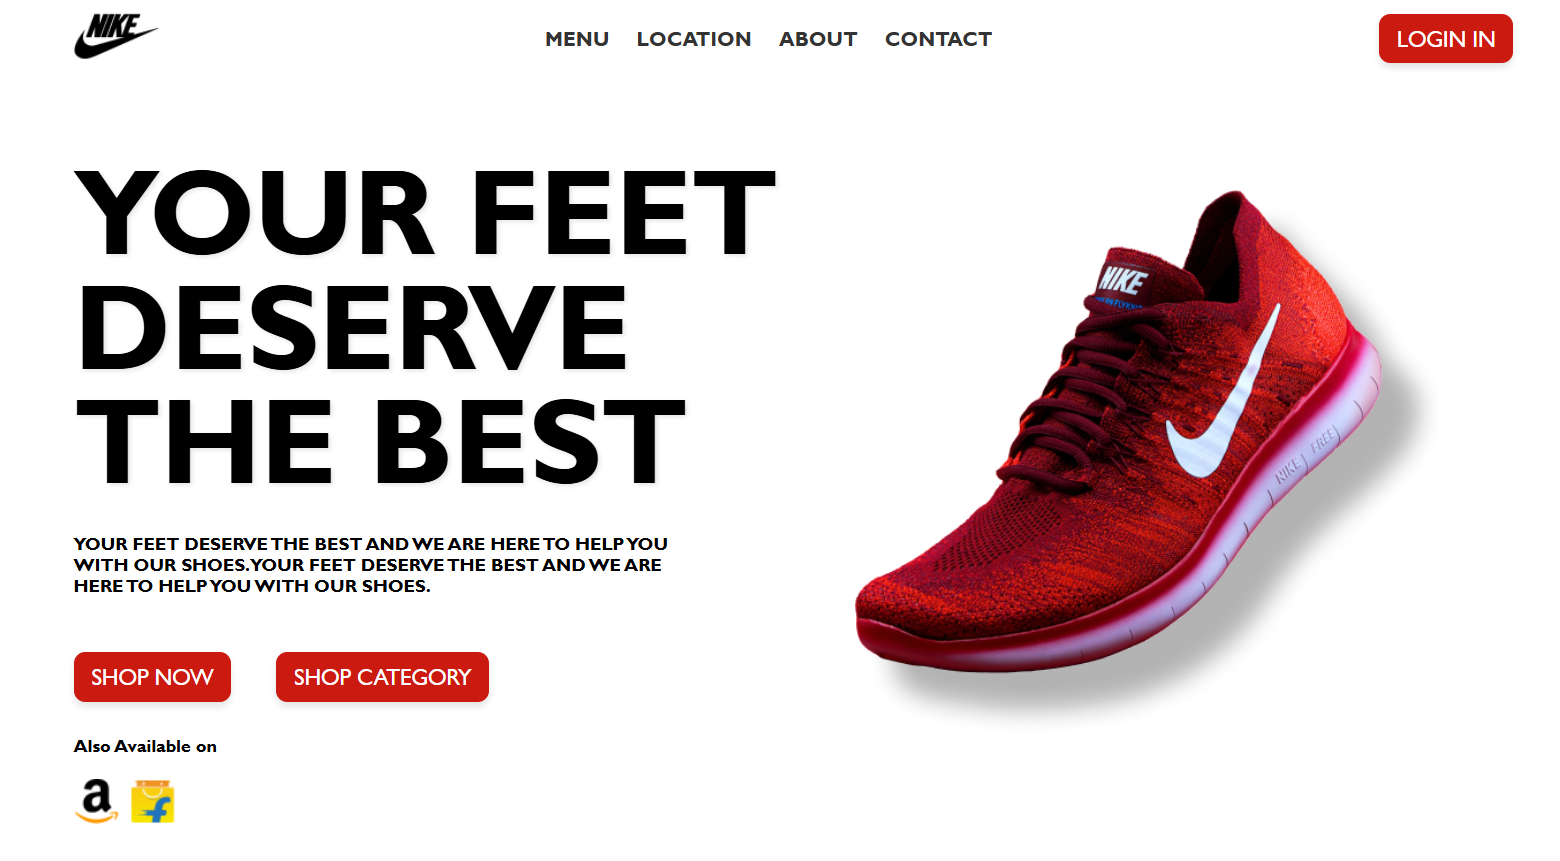 NIKE
MENU LOCATION ABOUT CONTACT
LOGIN IN
YOUR FEET
DESERVE
THE BEST
NIKE
NIKE FREE
YOUR FEET DESERVE THE BEST AND WE ARE HERE TO HELP YOU
WITH OUR SHOES.YOUR FEET DESERVE THE BEST AND WE ARE
HERE TO HELP YOU WITH OUR SHOES.
SHOP NOW
SHOP CATEGORY
Also Available on
a
f